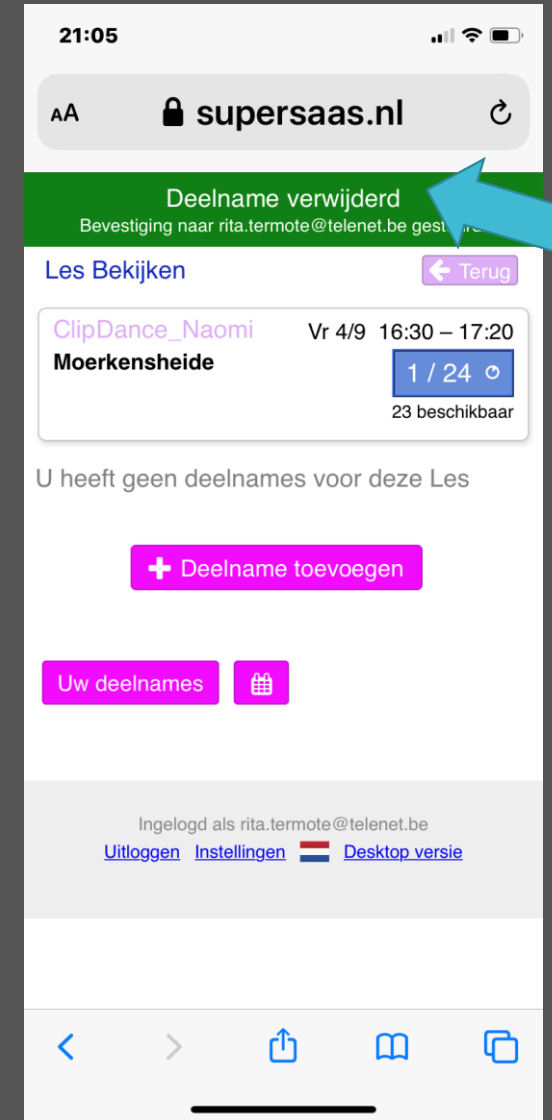 21:05
AA supersaas.nl
Deelname verwijderd
Bevestiging naar rita.termote@telenet.be
Les Bekijken Terug
ClipDance_Naomi Vr 4/9 16:30 – 17:20
Moerkensheide 1 / 24
23 beschikbaar
U heeft geen deelnames voor deze Les
Deelname toevoegen
Uw deelnames
Ingelogd als rita.termote@telenet.be
Uitloggen Instellingen Desktop versie